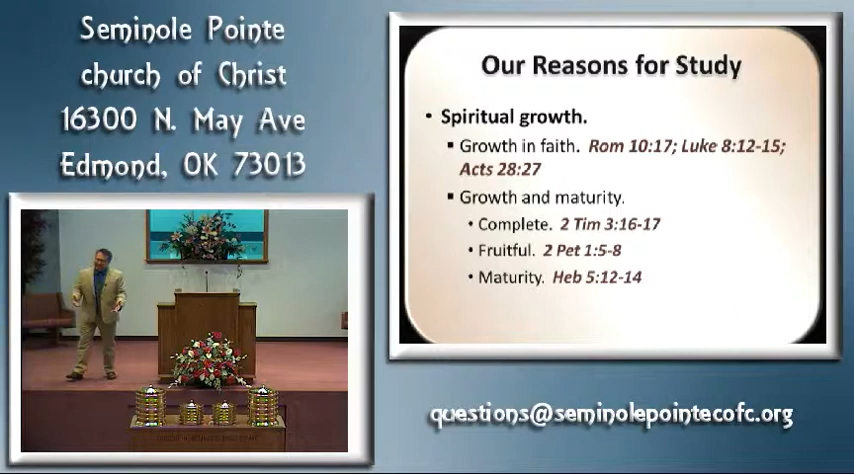 Seminole Pointe
church of Christ
16300 N. May Ave
Edmond, OK 73013
Our Reasons for Study
• Spiritual growth.
▪ Growth in faith. Rom 10:17; Luke 8:12-15;
Acts 28:27
▪ Growth and maturity.
• Complete. 2 Tim 3:16-17
• Fruitful. 2 Pet 1:5-8
• Maturity. Heb 5:12-14
questions@seminolepointecofc.org